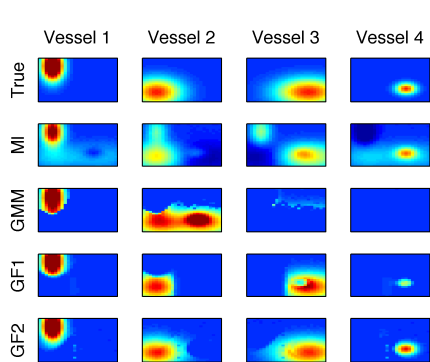 Vessel 1 Vessel 2 Vessel 3 Vessel 4
True
MI
GMM
GF1
GF2